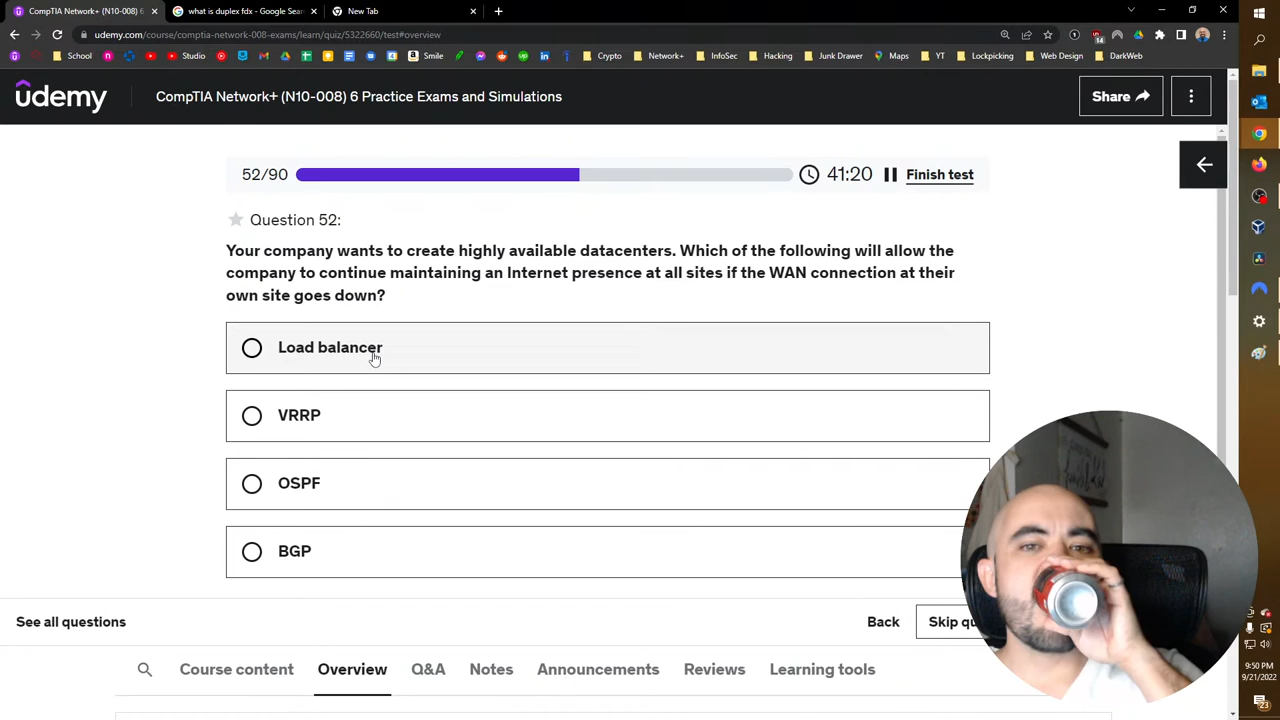 CompTIA Network+ (N10-008) 6
what is duplex fdx - Google Sear
New Tab
udemy.com/course/comptia-network-008-exams/learn/quiz/5322660/test#overview
School
Studio
Smile
Crypto
Network+
InfoSec
Hacking
Junk Drawer
Maps
YT
Lockpicking
Web Design
DarkWeb
udemy
CompTIA Network+ (N10-008) 6 Practice Exams and Simulations
Share
52/90
41:20
Finish test
Question 52:
Your company wants to create highly available datacenters. Which of the following will allow the
company to continue maintaining an Internet presence at all sites if the WAN connection at their
own site goes down?
Load balancer
VRRP
OSPF
BGP
See all questions
Back
Skip qu
Course content
Overview
Q&A
Notes
Announcements
Reviews
Learning tools
9:50 PM
9/21/2022
23